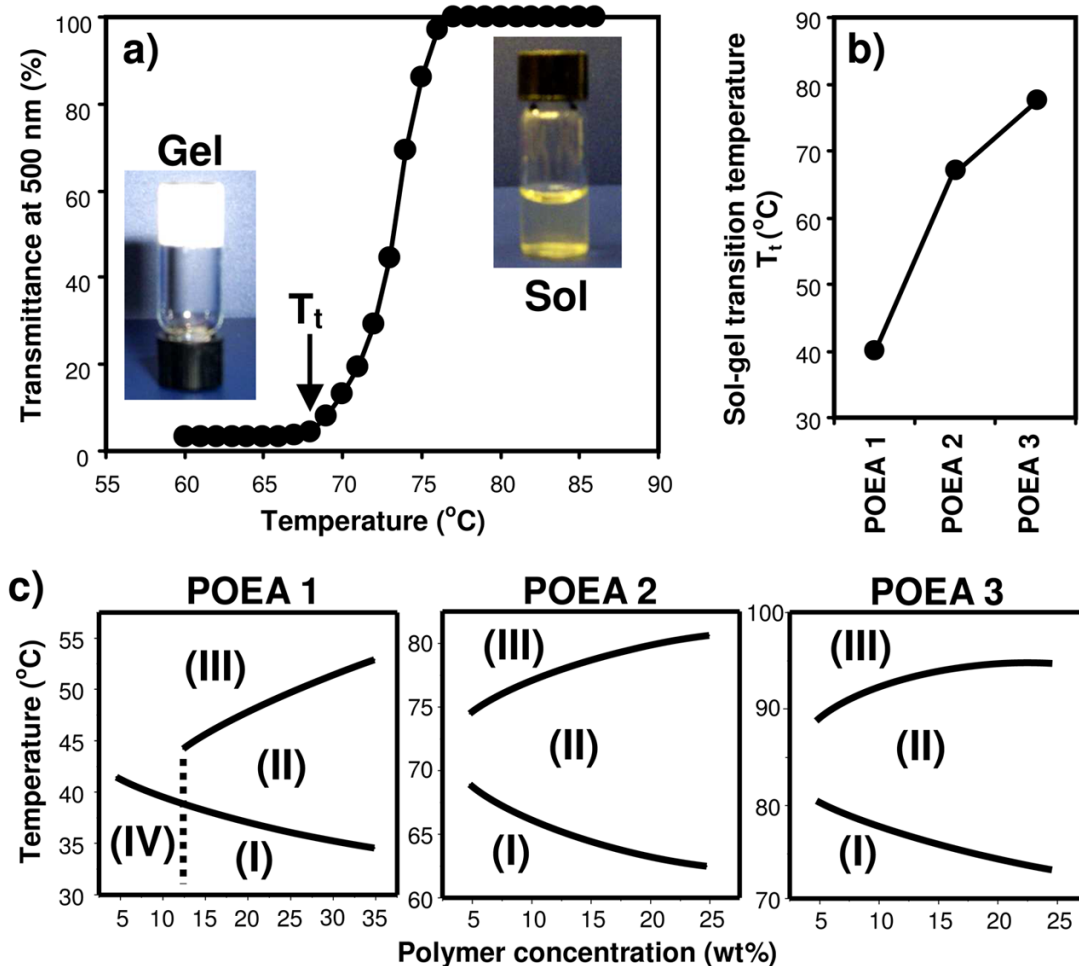 a)
Transmittance at 500 nm (%)
100
80
60
40
20
0
Gel
Sol
Tt
55 60 65 70 75 80 85 90
Temperature (oC)
b)
Sol-gel transition temperature
Tt (oC)
90
80
70
60
50
40
30
POEA 1
POEA 2
POEA 3
c)
POEA 1
Temperature (oC)
55
50
45
40
35
30
(III)
(II)
(IV)
(I)
5 10 15 20 25 30 35
POEA 2
80
75
70
65
60
(III)
(II)
(I)
5 10 15 20 25
POEA 3
100
90
80
70
(III)
(II)
(I)
5 10 15 20 25
Polymer concentration (wt%)